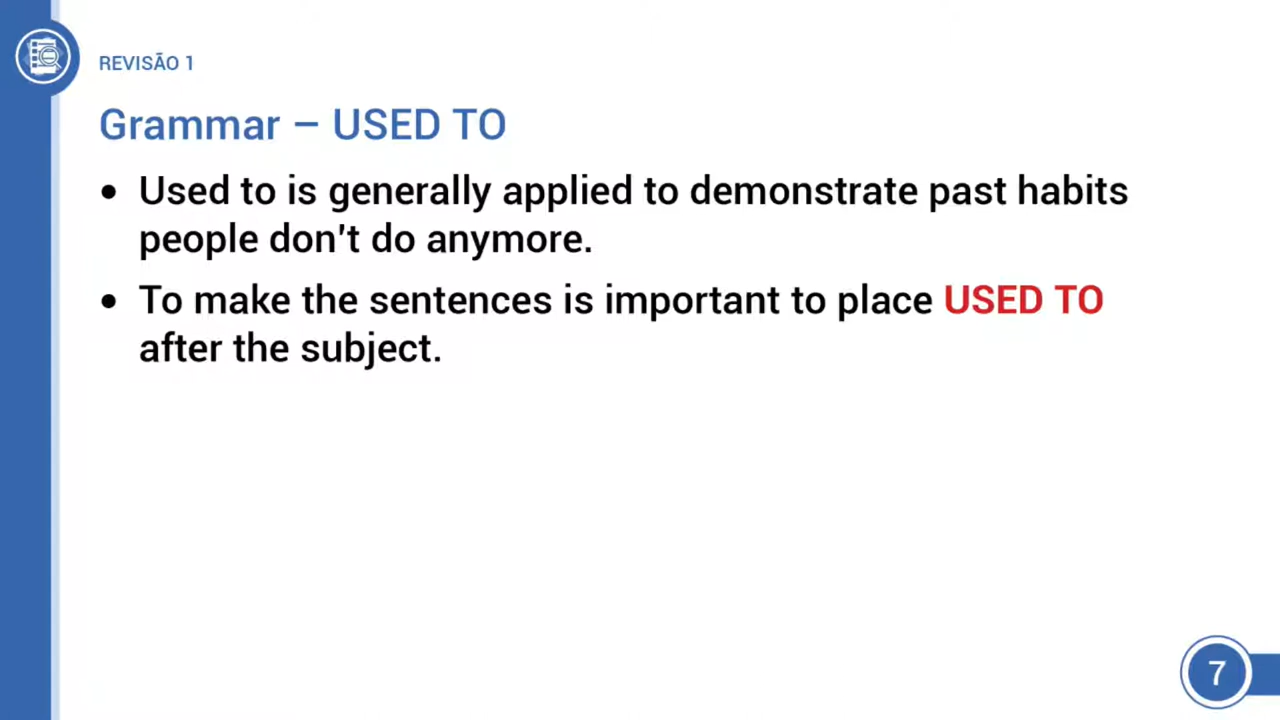 REVISÃO 1
Grammar – USED TO
• Used to is generally applied to demonstrate past habits
people don't do anymore.
• To make the sentences is important to place USED TO
after the subject.
7